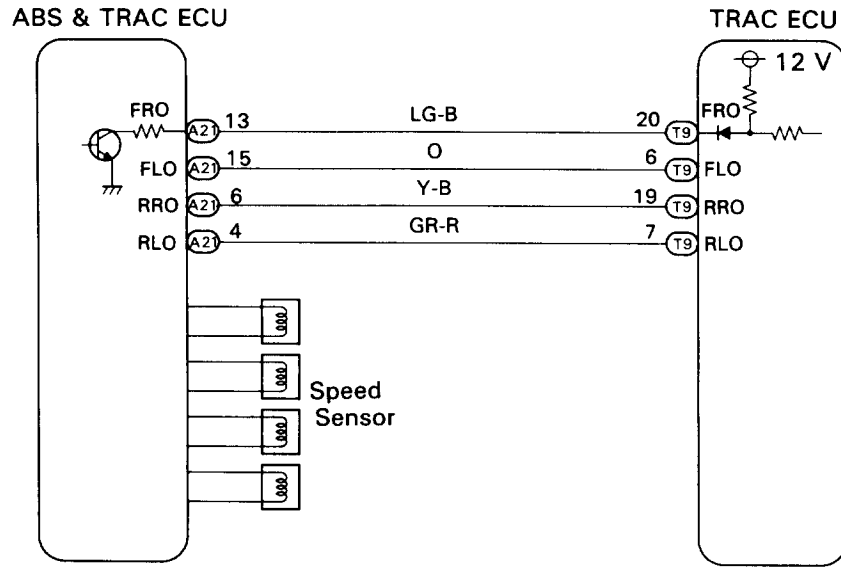 ABS & TRAC ECU
TRAC ECU
12 V
FRO A21 13 LG-B 20 T9 FRO
FLO A21 15 O 6 T9 FLO
RRO A21 6 Y-B 19 T9 RRO
RLO A21 4 GR-R 7 T9 RLO
Speed
Sensor